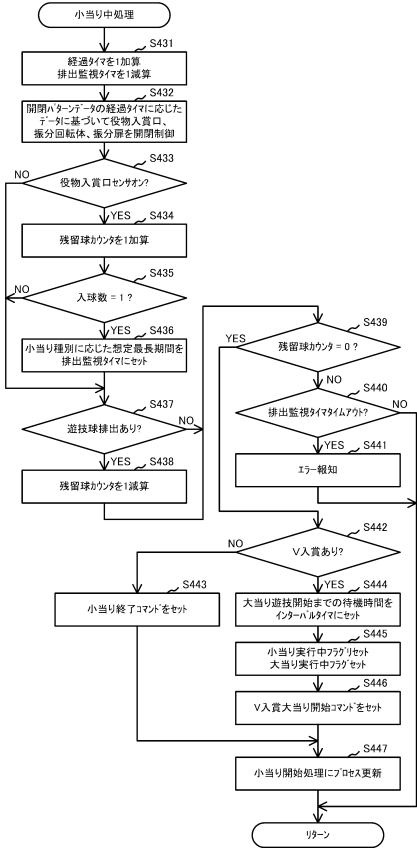 小当り中処理
S431
経過タイマを1加算
排出監視タイマを1減算
S432
開閉パターンデータの経過タイマに応じた
データに基づいて役物入賞口、
振分回転体、振分扉を開閉制御
S433
NO
役物入賞口センサオン?
YES
S434
残留球カウンタを1加算
S435
NO
入球数 = 1 ?
YES
S436
小当り種別に応じた想定最長期間を
排出監視タイマにセット
S437
遊技球排出あり?
NO
YES
S438
残留球カウンタを1減算
S439
YES
残留球カウンタ = 0 ?
NO
S440
排出監視タイマタイムアウト?
NO
YES
S441
エラー報知
S442
NO
V入賞あり?
YES
S443
小当り終了コマンドをセット
S444
大当り遊技開始までの待機時間を
インターバルタイマにセット
S445
小当り実行中フラグリセット
大当り実行中フラグセット
S446
V入賞大当り開始コマンドをセット
S447
小当り開始処理にプロセス更新
リターン